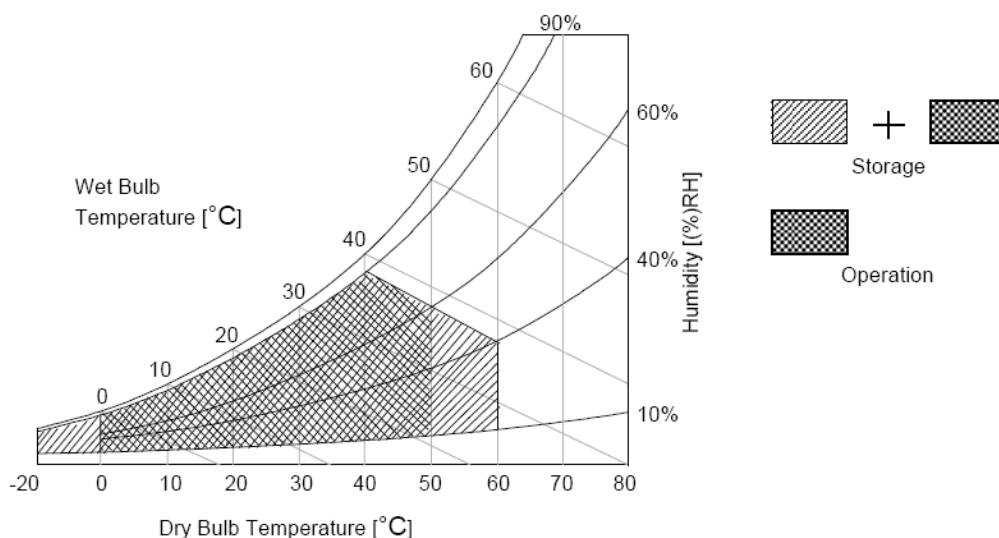 90%
60
60%
50
Wet Bulb
Temperature [°C]
40
40%
30
20
10
0
10%
Humidity [(%)RH]
-20 0 10 20 30 40 50 60 80
Dry Bulb Temperature [°C]
+
Storage
Operation